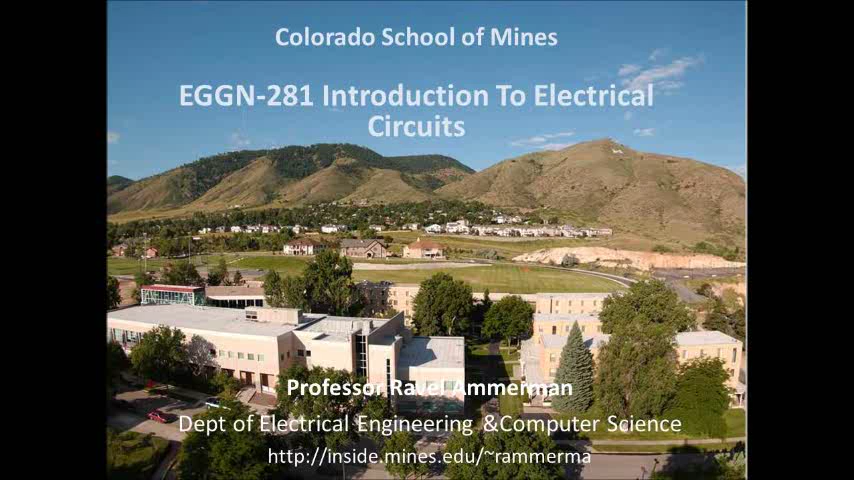 Colorado School of Mines
EGGN-281 Introduction To Electrical
Circuits
Professor Ravel Ammerman
Dept of Electrical Engineering &Computer Science
http://inside.mines.edu/~rammerma